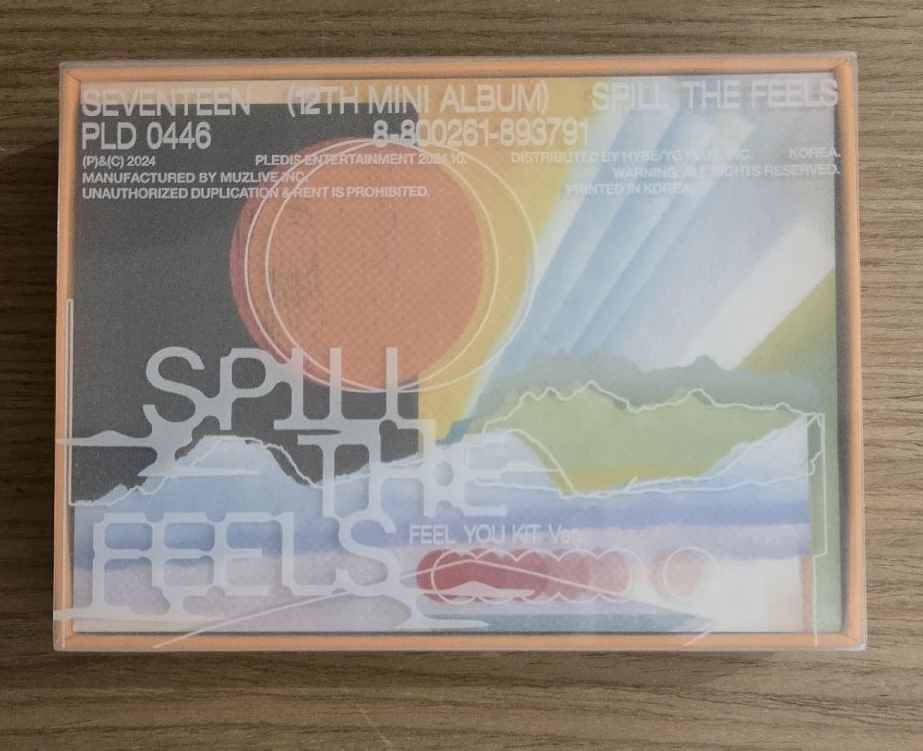 SEVENTEEN (12TH MINI ALBUM) SPILL THE FEELS
PLD 0446 8-800261-893791
(P)&(C) 2024 PLEDIS ENTERTAINMENT 2024.10. DISTRIBUTED BY HYBE/YG PLUS, INC. KOREA.
MANUFACTURED BY MUZLIVE INC. WARNING: ALL RIGHTS RESERVED.
UNAUTHORIZED DUPLICATION & RENT IS PROHIBITED. PRINTED IN KOREA.
SPILL
THE
FEELS
FEEL YOU KIT Ver.